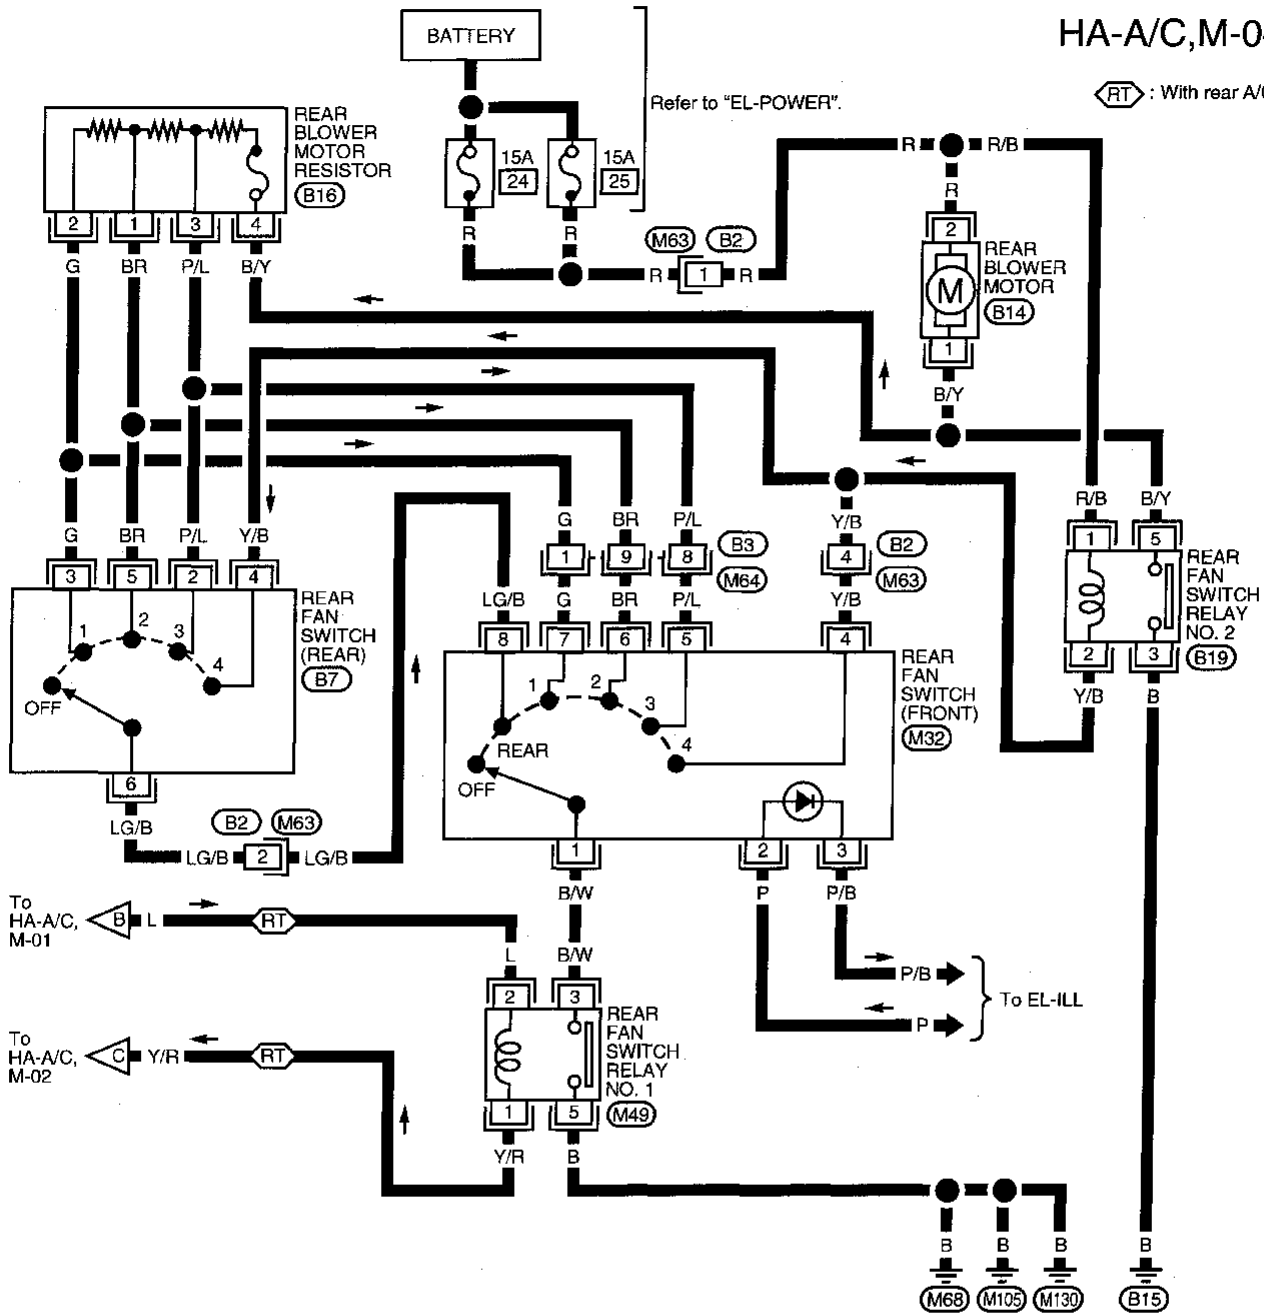 HA-A/C,M-0
BATTERY
Refer to "EL-POWER".
RT : With rear A/
REAR
BLOWER
MOTOR
RESISTOR
B16
15A
24
15A
25
R
R/B
R
2 1 3 4
R R
M63 B2
2
REAR
BLOWER
MOTOR
B14
M
G BR P/L B/Y
R 1 R
1
B/Y
G BR P/L Y/B
G BR P/L
B3
M64
Y/B
B2
M63
R/B B/Y
1 9 8
4
1 5
REAR
FAN
SWITCH
RELAY
NO. 2
B19
3 5 2 4
LG/B G BR P/L
Y/B
8 7 6 5
4
2 3
Y/B B
REAR
FAN
SWITCH
(REAR)
B7
1 2 3 4
OFF
REAR
FAN
SWITCH
(FRONT)
M32
1 2 3 4
REAR
OFF
6
LG/B
B2 M63
LG/B 2 LG/B
1
2 3
B/W
P P/B
To
HA-A/C,
M-01
B L RT
L
B/W
P/B
P
To EL-ILL
2 3
REAR
FAN
SWITCH
RELAY
NO. 1
M49
To
HA-A/C,
M-02
C Y/R RT
1 5
Y/R B
B B B B
M68 M105 M130 B15